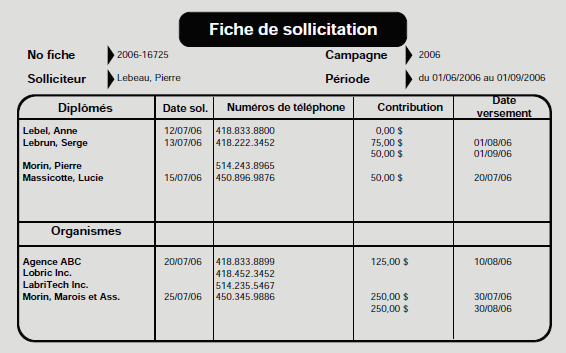 Fiche de sollicitation
No fiche 2006-16725 Campagne 2006
Solliciteur Lebeau, Pierre Période du 01/06/2006 au 01/09/2006
Diplômés Date sol. Numéros de téléphone Contribution Date versement
Lebel, Anne 12/07/06 418.833.8800 0,00 $
Lebrun, Serge 13/07/06 418.222.3452 75,00 $ 01/08/06
50,00 $ 01/09/06
Morin, Pierre 514.243.8965
Massicotte, Lucie 15/07/06 450.896.9876 50,00 $ 20/07/06
Organismes
Agence ABC 20/07/06 418.833.8899 125,00 $ 10/08/06
Lobric Inc. 418.452.3452
LabriTech Inc. 514.235.5467
Morin, Marois et Ass. 25/07/06 450.345.9886 250,00 $ 30/07/06
250,00 $ 30/08/06